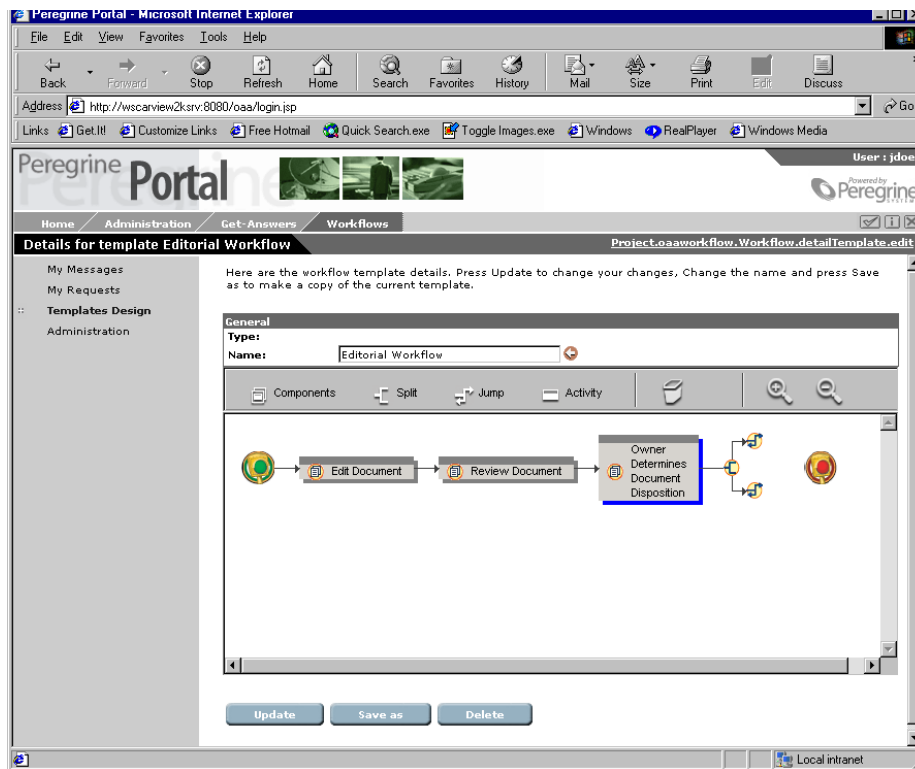 Peregrine Portal - Microsoft Internet Explorer
File Edit View Favorites Tools Help
Back Forward Stop Refresh Home Search Favorites History Mail Size Print Edit Discuss
Address http://wscarview2ksrv:8080/oaa/login.jsp Go
Links Get.It! Customize Links Free Hotmail Quick Search.exe Toggle Images.exe Windows RealPlayer Windows Media
Peregrine Portal
User : jdoe
Powered by
Peregrine
SYSTEMS
Home Administration Get-Answers Workflows
Details for template Editorial Workflow Project.oaaworkflow.Workflow.detailTemplate.edit
My Messages
My Requests
Templates Design
Administration
Here are the workflow template details. Press Update to change your changes, Change the name and press Save
as to make a copy of the current template.
General
Type:
Name: Editorial Workflow
Components Split Jump Activity
Edit Document
Review Document
Owner
Determines
Document
Disposition
Update Save as Delete
Local intranet